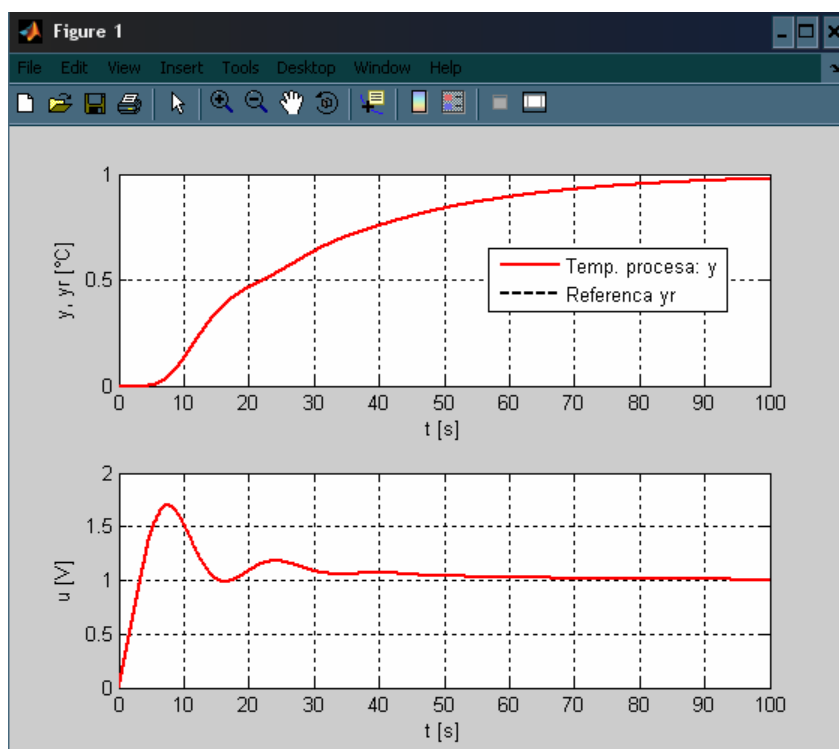 Figure 1
File Edit View Insert Tools Desktop Window Help
1
0.5
0
y, yr [°C]
Temp. procesa: y
Referenca yr
0 10 20 30 40 50 60 70 80 90 100
t [s]
2
1.5
1
0.5
0
u [V]
0 10 20 30 40 50 60 70 80 90 100
t [s]